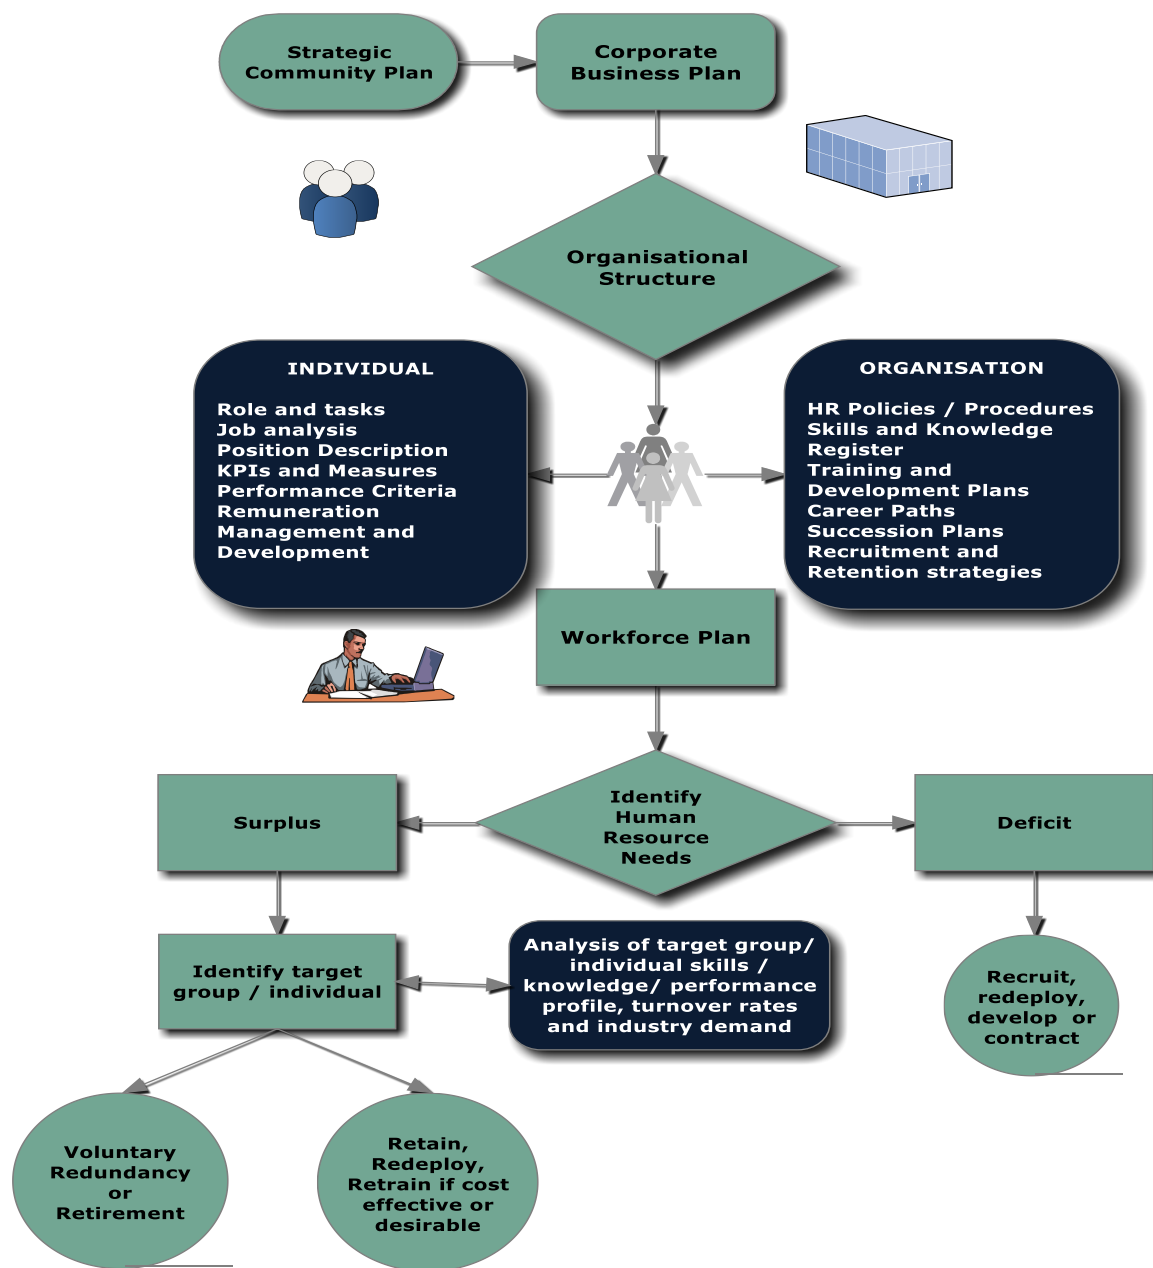 Strategic
Community Plan
Corporate
Business Plan
Organisational
Structure
INDIVIDUAL
Role and tasks
Job analysis
Position Description
KPIs and Measures
Performance Criteria
Remuneration
Management and
Development
ORGANISATION
HR Policies / Procedures
Skills and Knowledge
Register
Training and
Development Plans
Career Paths
Succession Plans
Recruitment and
Retention strategies
Workforce Plan
Surplus
Identify
Human
Resource
Needs
Deficit
Identify target
group / individual
Analysis of target group/
individual skills /
knowledge/ performance
profile, turnover rates
and industry demand
Recruit,
redeploy,
develop or
contract
Voluntary
Redundancy
or
Retirement
Retain,
Redeploy,
Retrain if cost
effective or
desirable